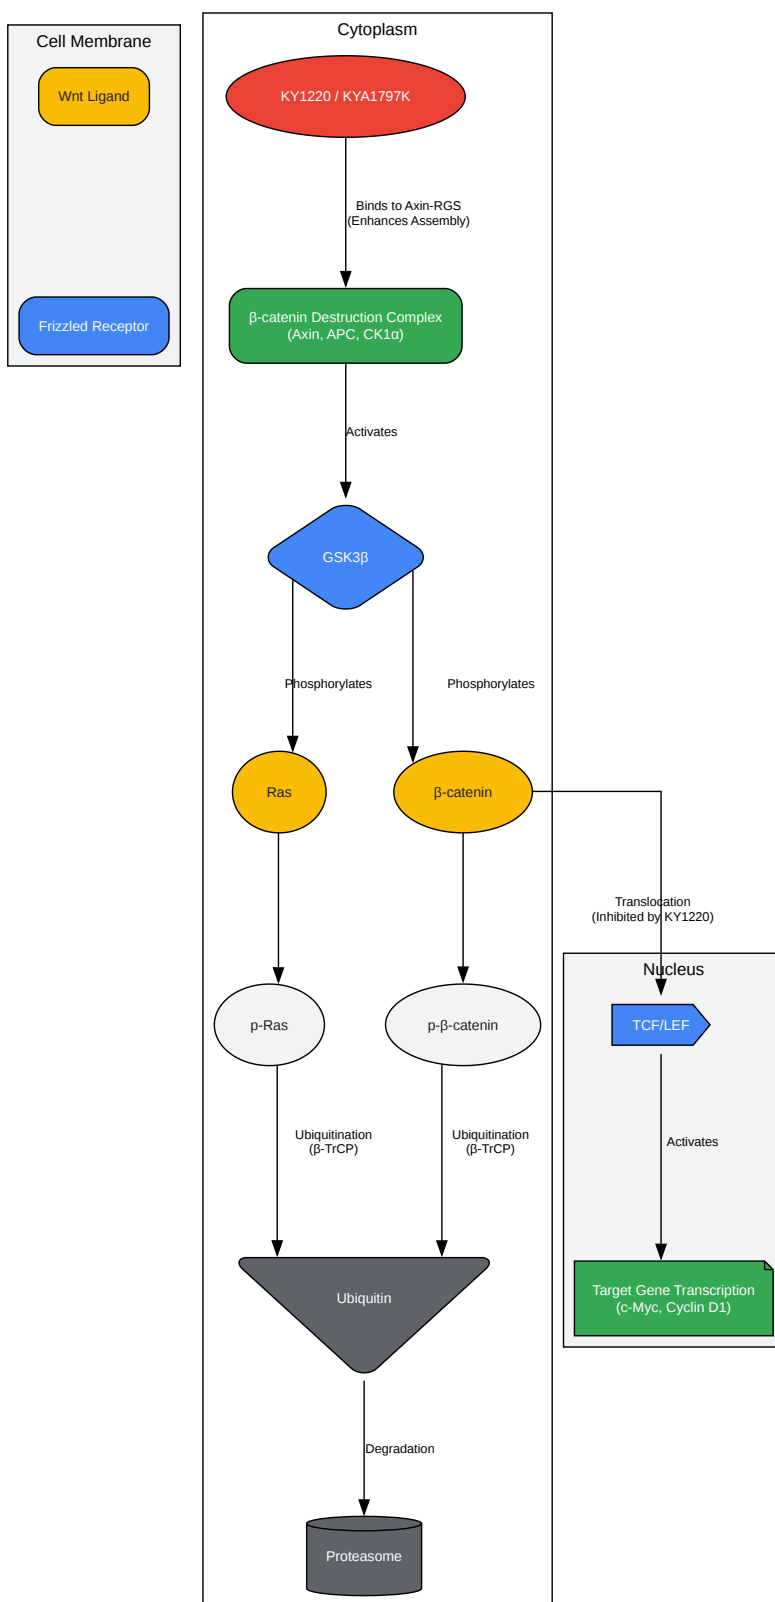 Cell Membrane
Wnt Ligand
Frizzled Receptor
Cytoplasm
KY1220 / KYA1797K
Binds to Axin-RGS
(Enhances Assembly)
β-catenin Destruction Complex
(Axin, APC, CK1α)
Activates
GSK3β
Phosphorylates
Phosphorylates
Ras
β-catenin
Translocation
(Inhibited by KY1220)
Nucleus
p-Ras
p-β-catenin
TCF/LEF
Ubiquitination
(β-TrCP)
Ubiquitination
(β-TrCP)
Activates
Ubiquitin
Target Gene Transcription
(c-Myc, Cyclin D1)
Degradation
Proteasome